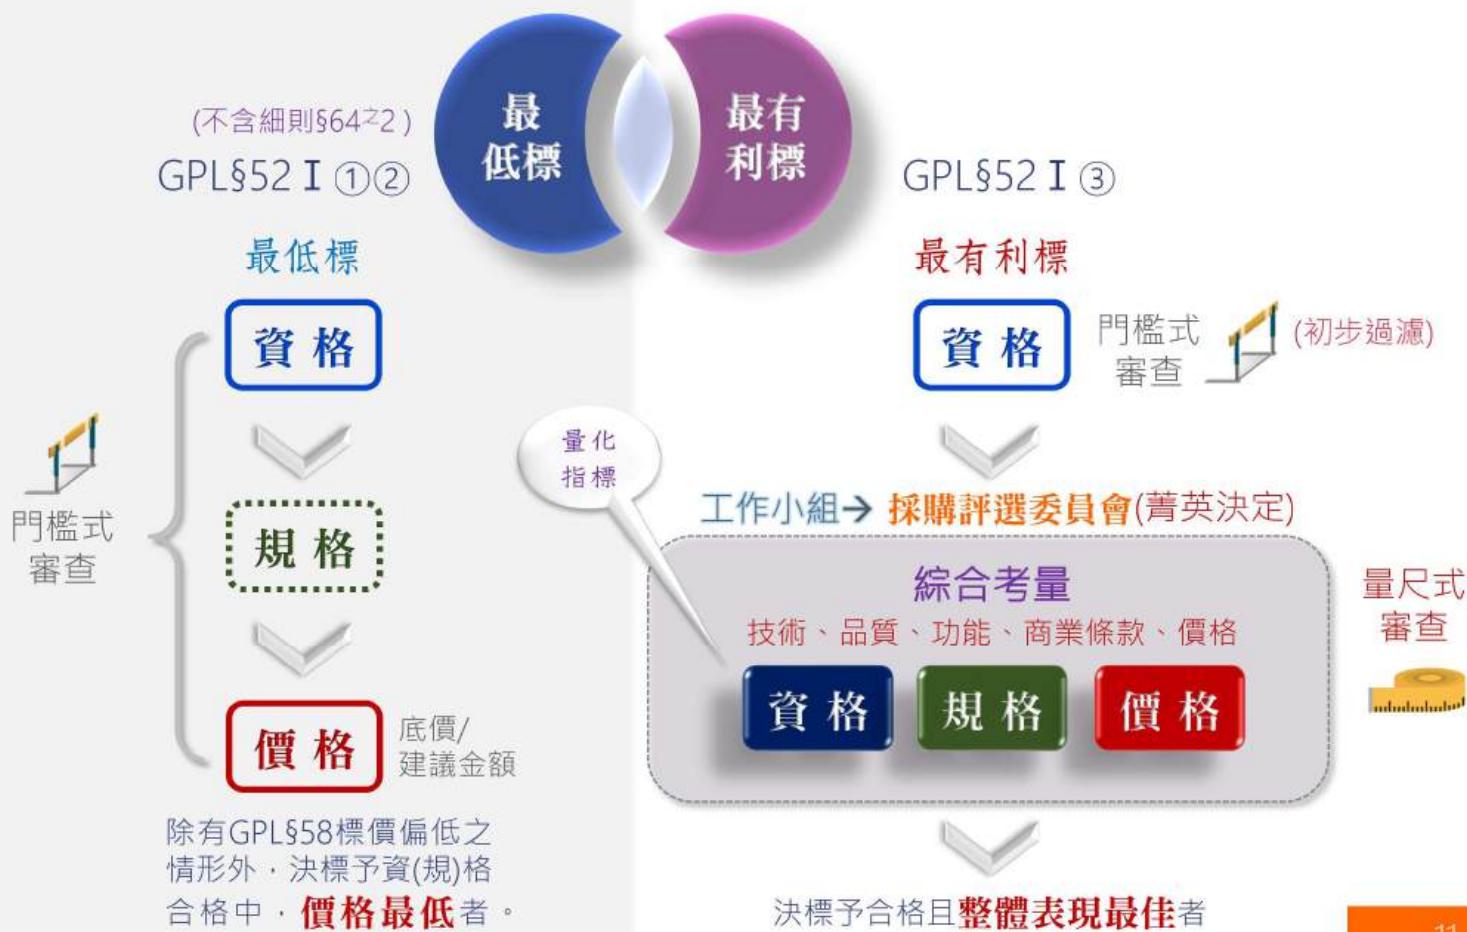 最
低標
最有
利標
(不含細則§64之2)
GPL§52 I ①②
最低標
資格
門檻式
審查
規格
價格
底價/
建議金額
除有GPL§58標價偏低之
情形外，決標予資(規)格
合格中，價格最低者。
GPL§52 I ③
最有利標
資格
門檻式
審查
(初步過濾)
量化
指標
工作小組→ 採購評選委員會(菁英決定)
綜合考量
技術、品質、功能、商業條款、價格
資格 規格 價格
量尺式
審查
決標予合格且整體表現最佳者
11